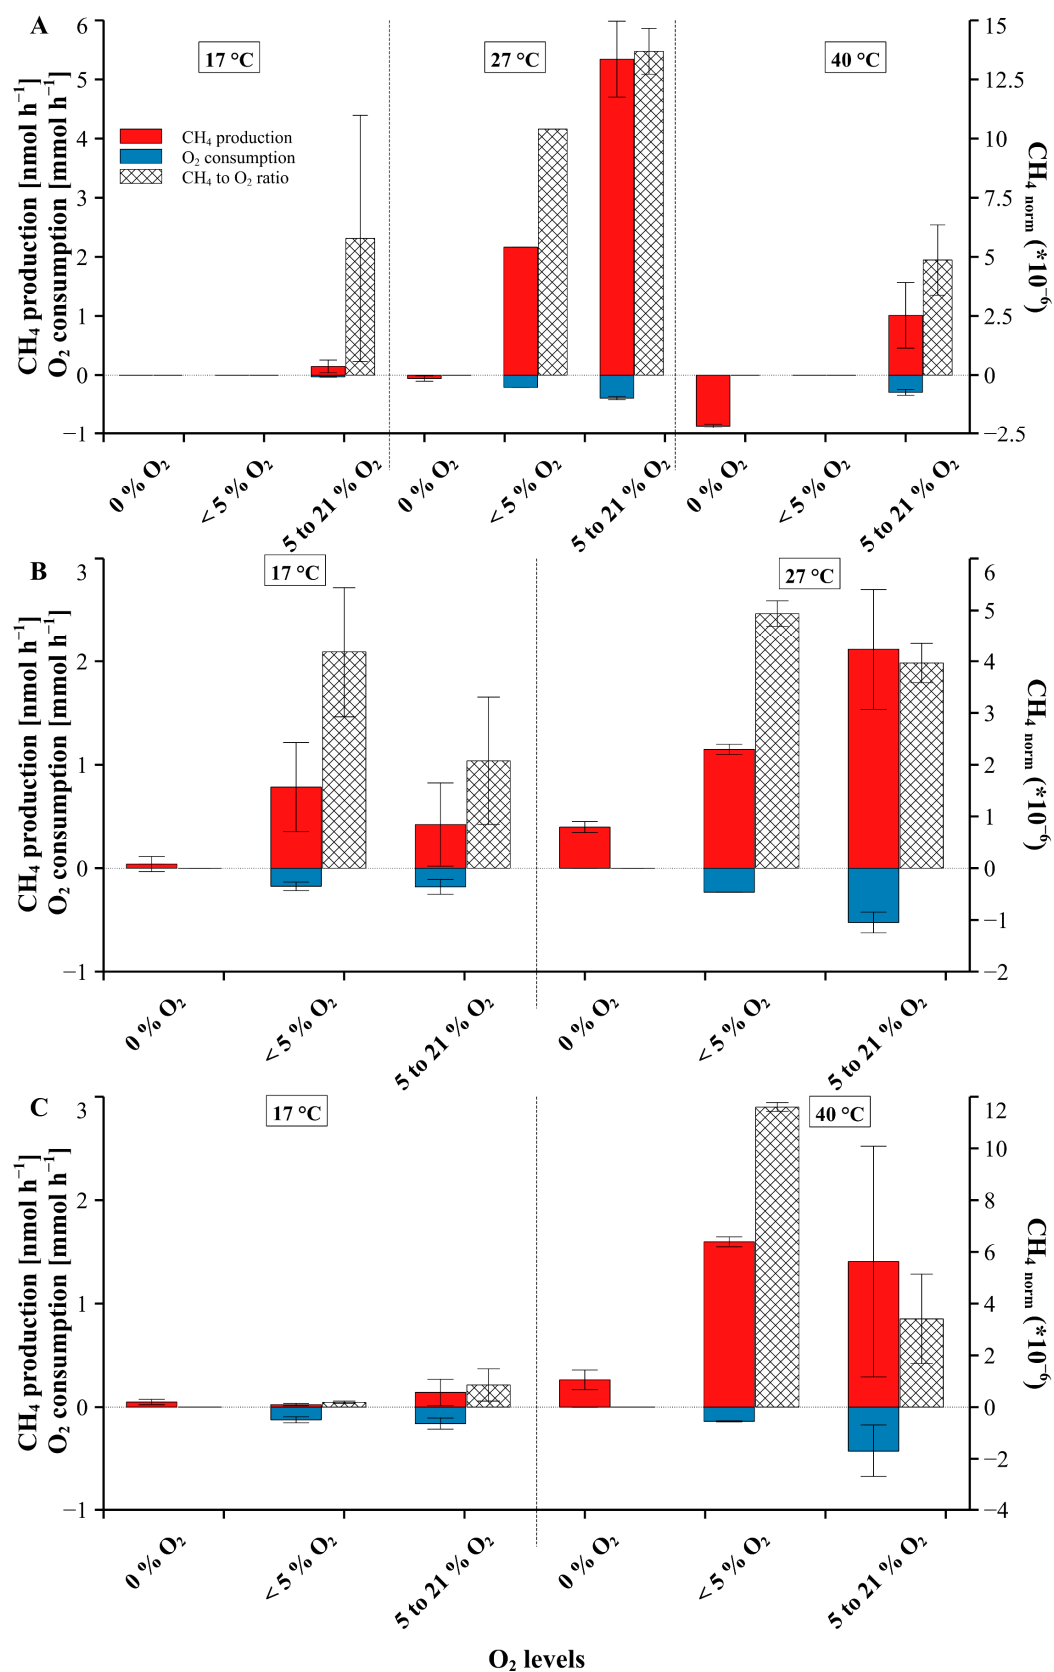 A
17 °C
27 °C
40 °C
CH₄ production [nmol h⁻¹]
O₂ consumption [mmol h⁻¹]
6
5
4
3
2
1
0
−1
CH₄ production
O₂ consumption
CH₄ to O₂ ratio
15
12.5
10
7.5
5
2.5
0
−2.5
CH₄ norm (*10⁻⁶)
0 % O₂
< 5 % O₂
5 to 21 % O₂
0 % O₂
< 5 % O₂
5 to 21 % O₂
0 % O₂
< 5 % O₂
5 to 21 % O₂
B
17 °C
27 °C
CH₄ production [nmol h⁻¹]
O₂ consumption [mmol h⁻¹]
3
2
1
0
−1
6
5
4
3
2
1
0
−1
−2
CH₄ norm (*10⁻⁶)
0 % O₂
< 5 % O₂
5 to 21 % O₂
0 % O₂
< 5 % O₂
5 to 21 % O₂
C
17 °C
40 °C
CH₄ production [nmol h⁻¹]
O₂ consumption [mmol h⁻¹]
3
2
1
0
−1
12
10
8
6
4
2
0
−2
−4
CH₄ norm (*10⁻⁶)
0 % O₂
< 5 % O₂
5 to 21 % O₂
0 % O₂
< 5 % O₂
5 to 21 % O₂
O₂ levels